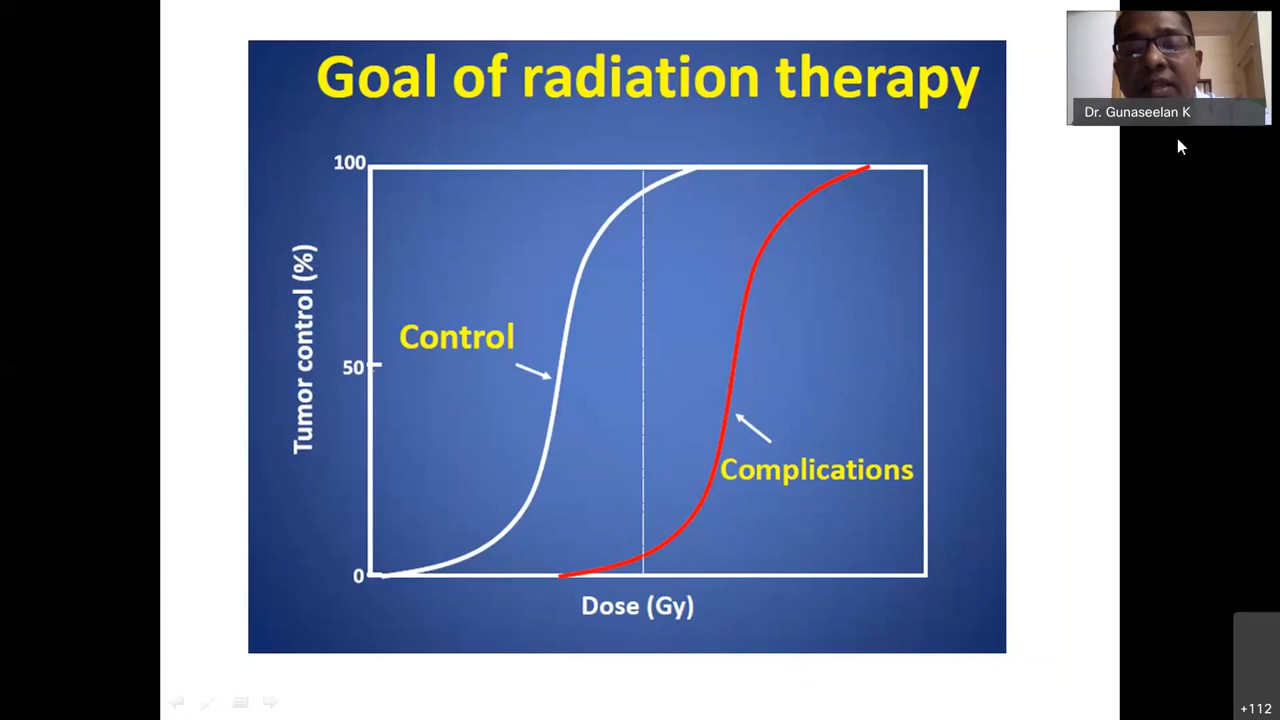 Goal of radiation therapy
Dr. Gunaseelan K
100
Tumor control (%)
Control
50
Complications
0
Dose (Gy)
+112